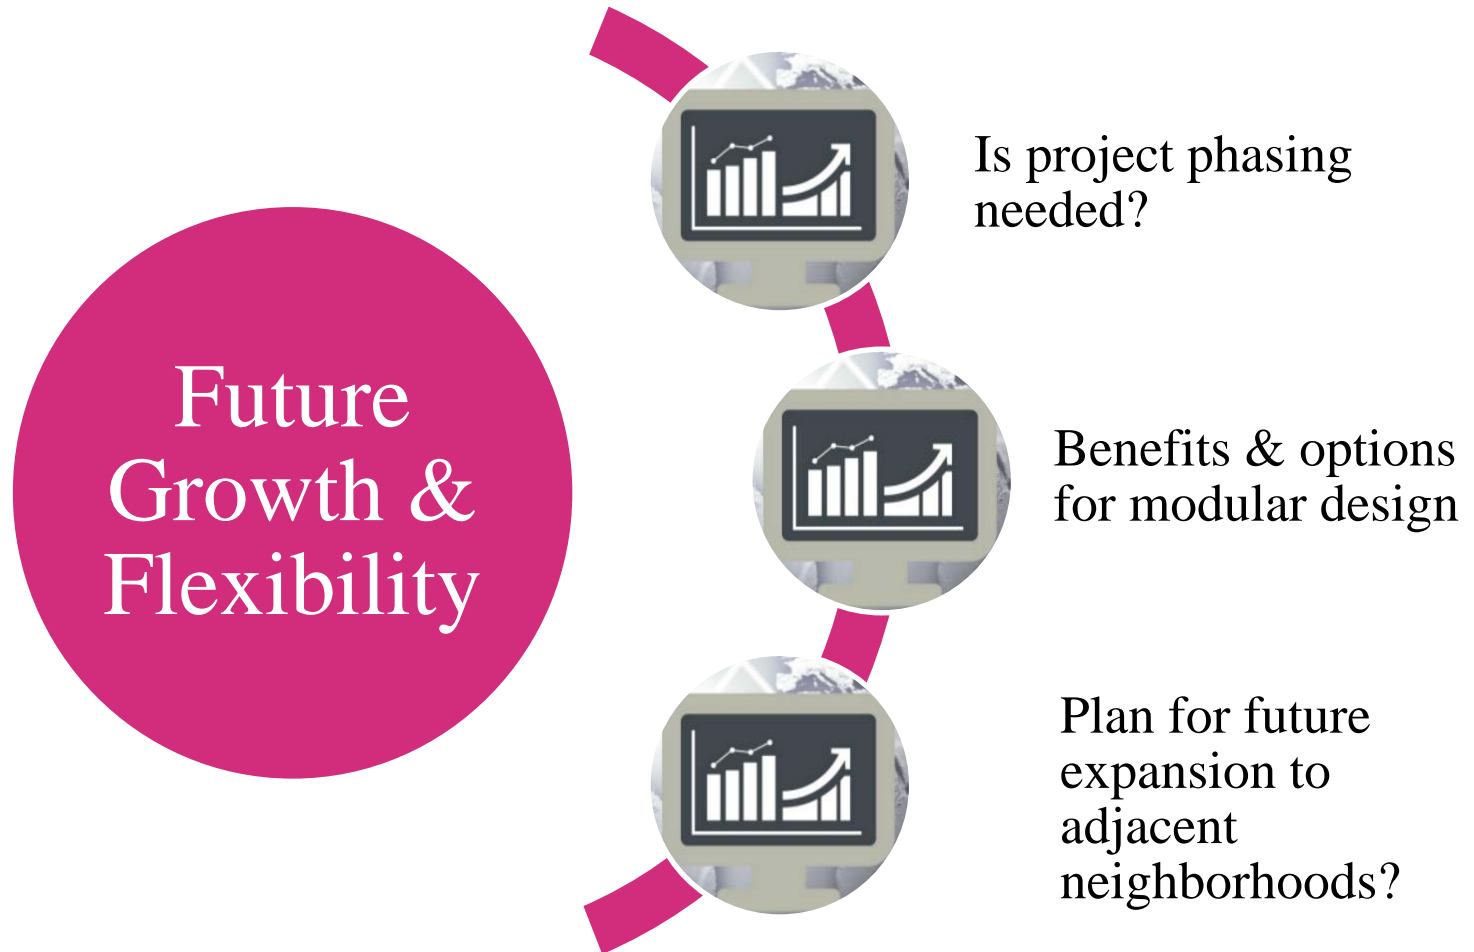 Future
Growth &
Flexibility
Is project phasing
needed?
Benefits & options
for modular design
Plan for future
expansion to
adjacent
neighborhoods?